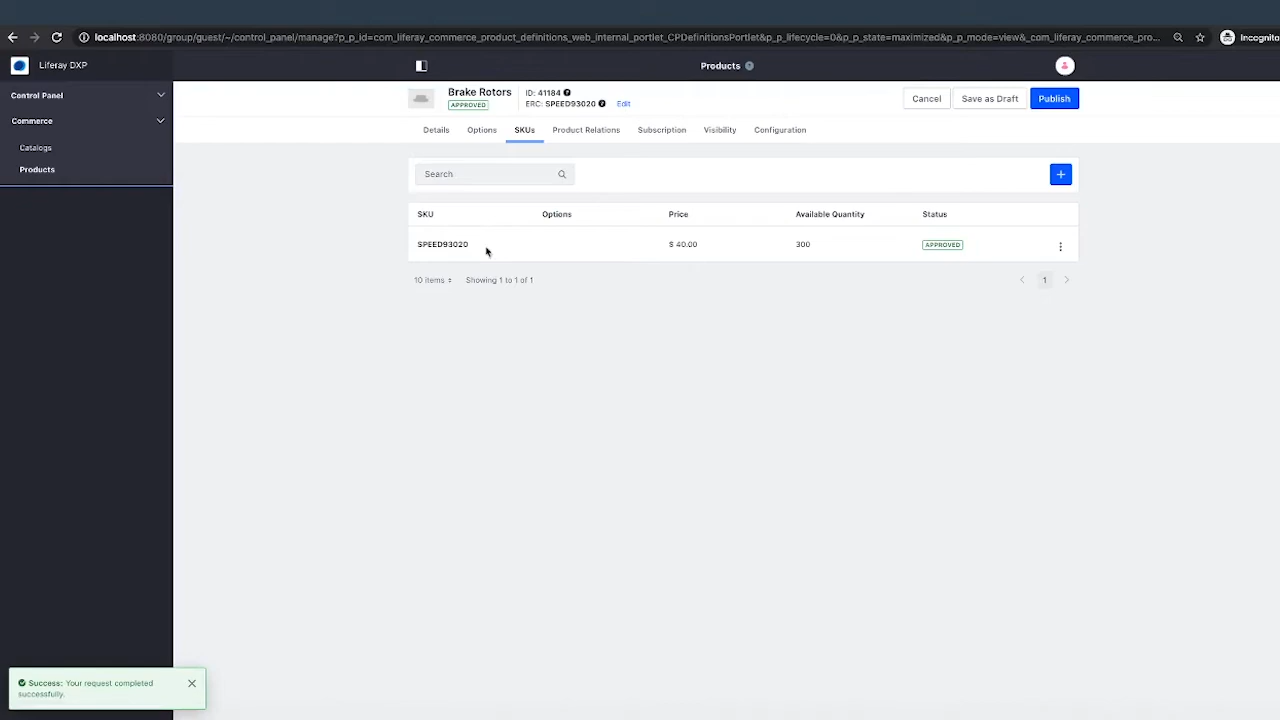 localhost:8080/group/guest/~/control_panel/manage?p_p_id=com_liferay_commerce_product_definitions_web_internal_portlet_CPDefinitionsPortlet&p_p_lifecycle=0&p_p_state=maximized&p_p_mode=view&_com_liferay_commerce_pro...
Incognito
Liferay DXP
Products
Control Panel
Commerce
Catalogs
Products
Brake Rotors
APPROVED
ID: 41184
ERC: SPEED93020
Edit
Cancel
Save as Draft
Publish
Details
Options
SKUs
Product Relations
Subscription
Visibility
Configuration
Search
SKU
Options
Price
Available Quantity
Status
SPEED93020
$ 40.00
300
APPROVED
10 items
Showing 1 to 1 of 1
1
Success: Your request completed
successfully.